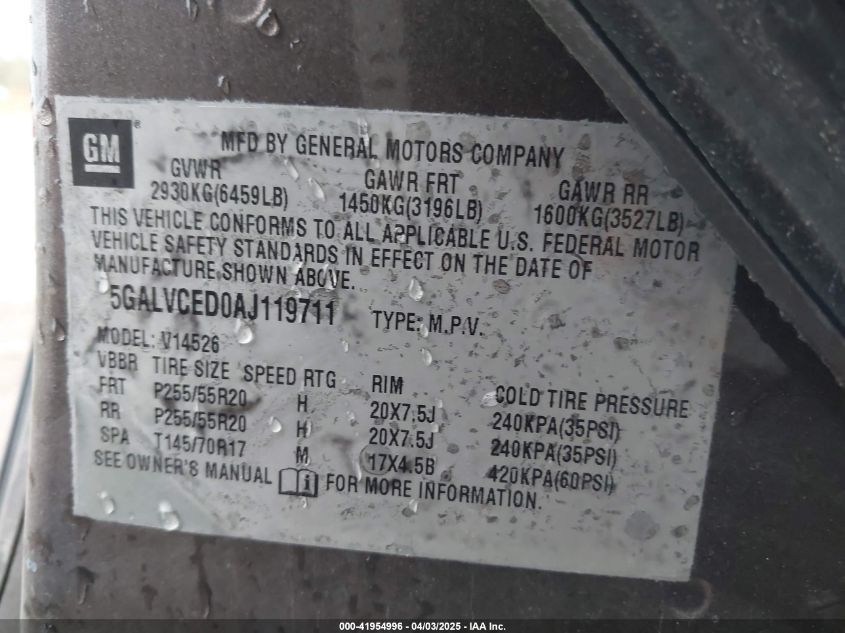 GM ®
MFD BY GENERAL MOTORS COMPANY
GVWR GAWR FRT GAWR RR
2930KG(6459LB) 1450KG(3196LB) 1600KG(3527LB)
THIS VEHICLE CONFORMS TO ALL APPLICABLE U.S. FEDERAL MOTOR
VEHICLE SAFETY STANDARDS IN EFFECT ON THE DATE OF
MANUFACTURE SHOWN ABOVE.
5GALVCED0AJ119711 TYPE: M.P.V.
MODEL: V14526
VBBR TIRE SIZE SPEED RTG RIM COLD TIRE PRESSURE
FRT P255/55R20 H 20X7.5J 240KPA(35PSI)
RR P255/55R20 H 20X7.5J 240KPA(35PSI)
SPA T145/70R17 M 17X4.5B 420KPA(60PSI)
SEE OWNER'S MANUAL i FOR MORE INFORMATION.
000-41954996 - 04/03/2025 - IAA Inc.